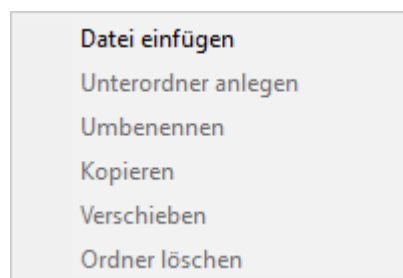 Datei einfügen
Unterordner anlegen
Umbenennen
Kopieren
Verschieben
Ordner löschen